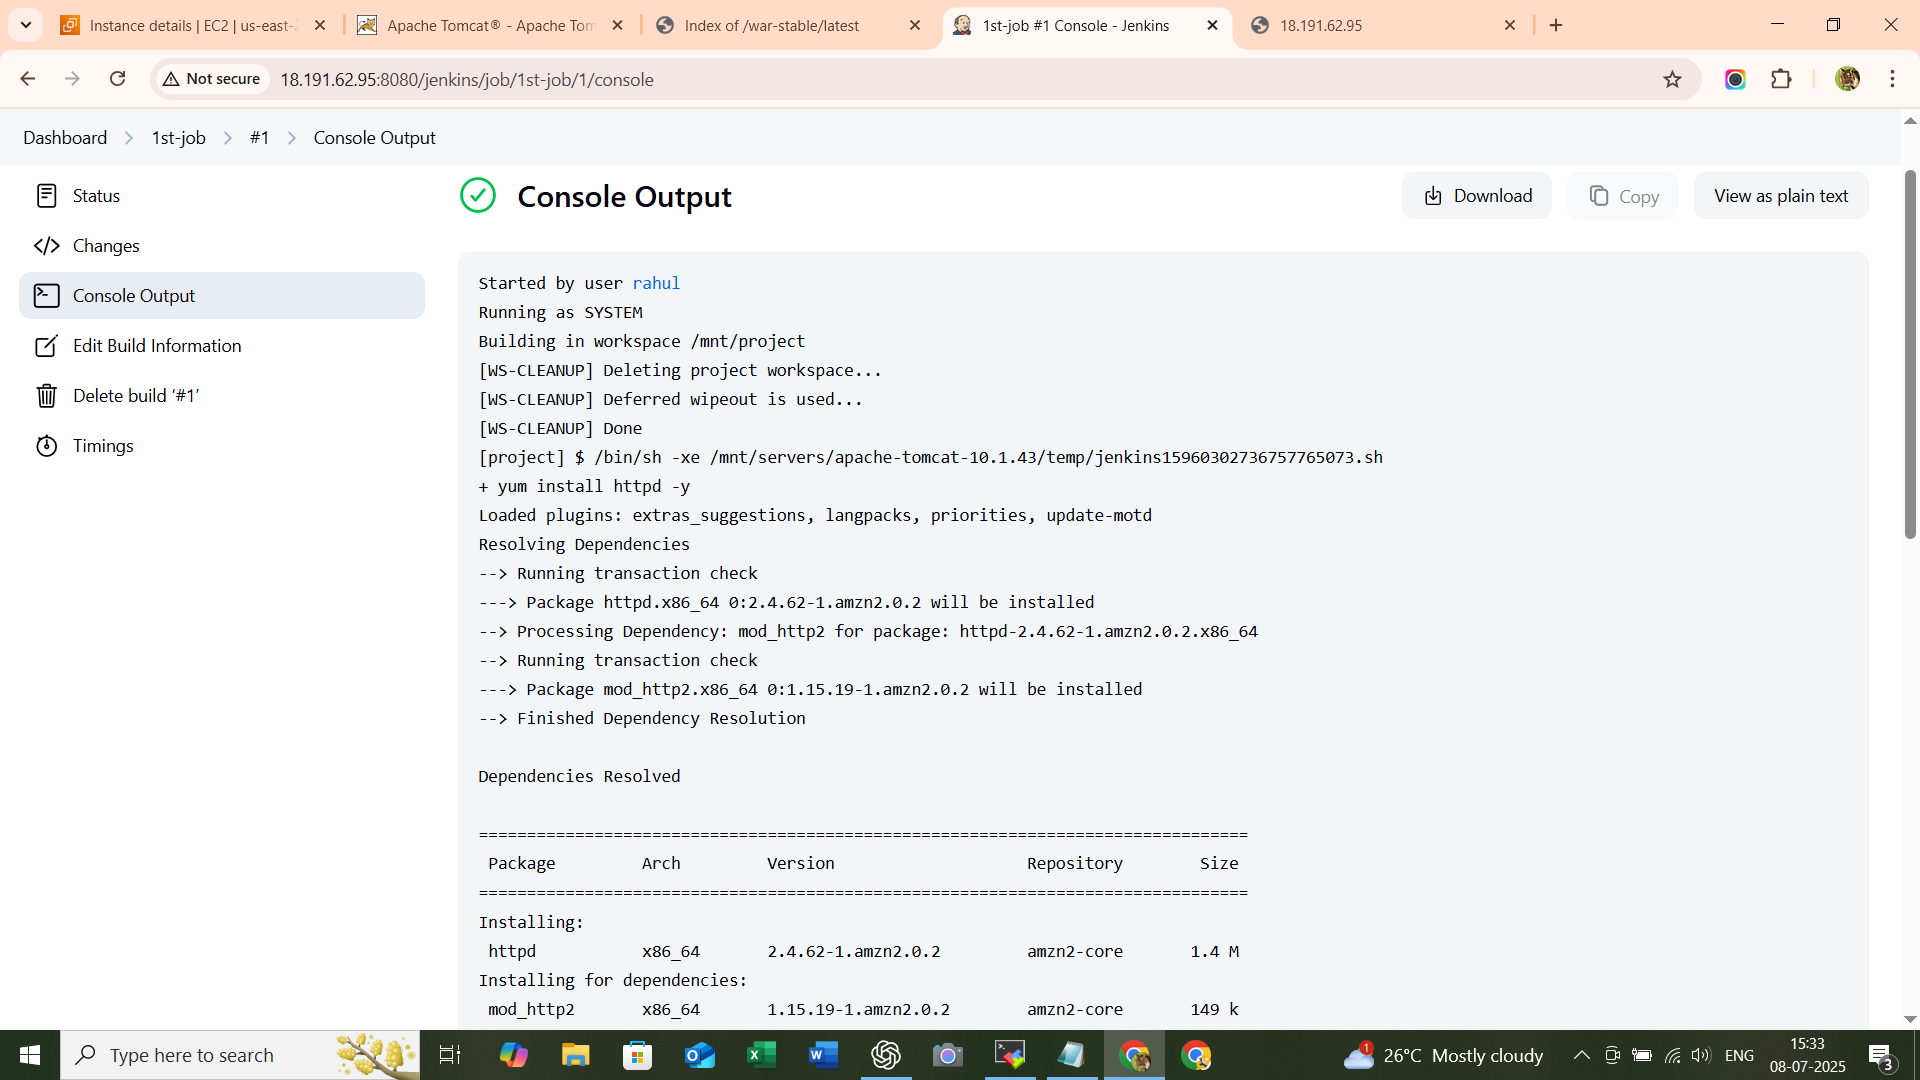 Instance details | EC2 | us-east-2
Apache Tomcat® - Apache Tom
Index of /war-stable/latest
1st-job #1 Console - Jenkins
18.191.62.95
Not secure
18.191.62.95:8080/jenkins/job/1st-job/1/console
Dashboard
1st-job
#1
Console Output
Status
Changes
Console Output
Edit Build Information
Delete build ‘#1’
Timings
Console Output
Download
Copy
View as plain text
Started by user rahul
Running as SYSTEM
Building in workspace /mnt/project
[WS-CLEANUP] Deleting project workspace...
[WS-CLEANUP] Deferred wipeout is used...
[WS-CLEANUP] Done
[project] $ /bin/sh -xe /mnt/servers/apache-tomcat-10.1.43/temp/jenkins15960302736757765073.sh
+ yum install httpd -y
Loaded plugins: extras_suggestions, langpacks, priorities, update-motd
Resolving Dependencies
--> Running transaction check
---> Package httpd.x86_64 0:2.4.62-1.amzn2.0.2 will be installed
--> Processing Dependency: mod_http2 for package: httpd-2.4.62-1.amzn2.0.2.x86_64
--> Running transaction check
---> Package mod_http2.x86_64 0:1.15.19-1.amzn2.0.2 will be installed
--> Finished Dependency Resolution
Dependencies Resolved
================================================================================
Package Arch Version Repository Size
================================================================================
Installing:
httpd x86_64 2.4.62-1.amzn2.0.2 amzn2-core 1.4 M
Installing for dependencies:
mod_http2 x86_64 1.15.19-1.amzn2.0.2 amzn2-core 149 k
Type here to search
1
26°C Mostly cloudy
ENG
15:33
08-07-2025
3